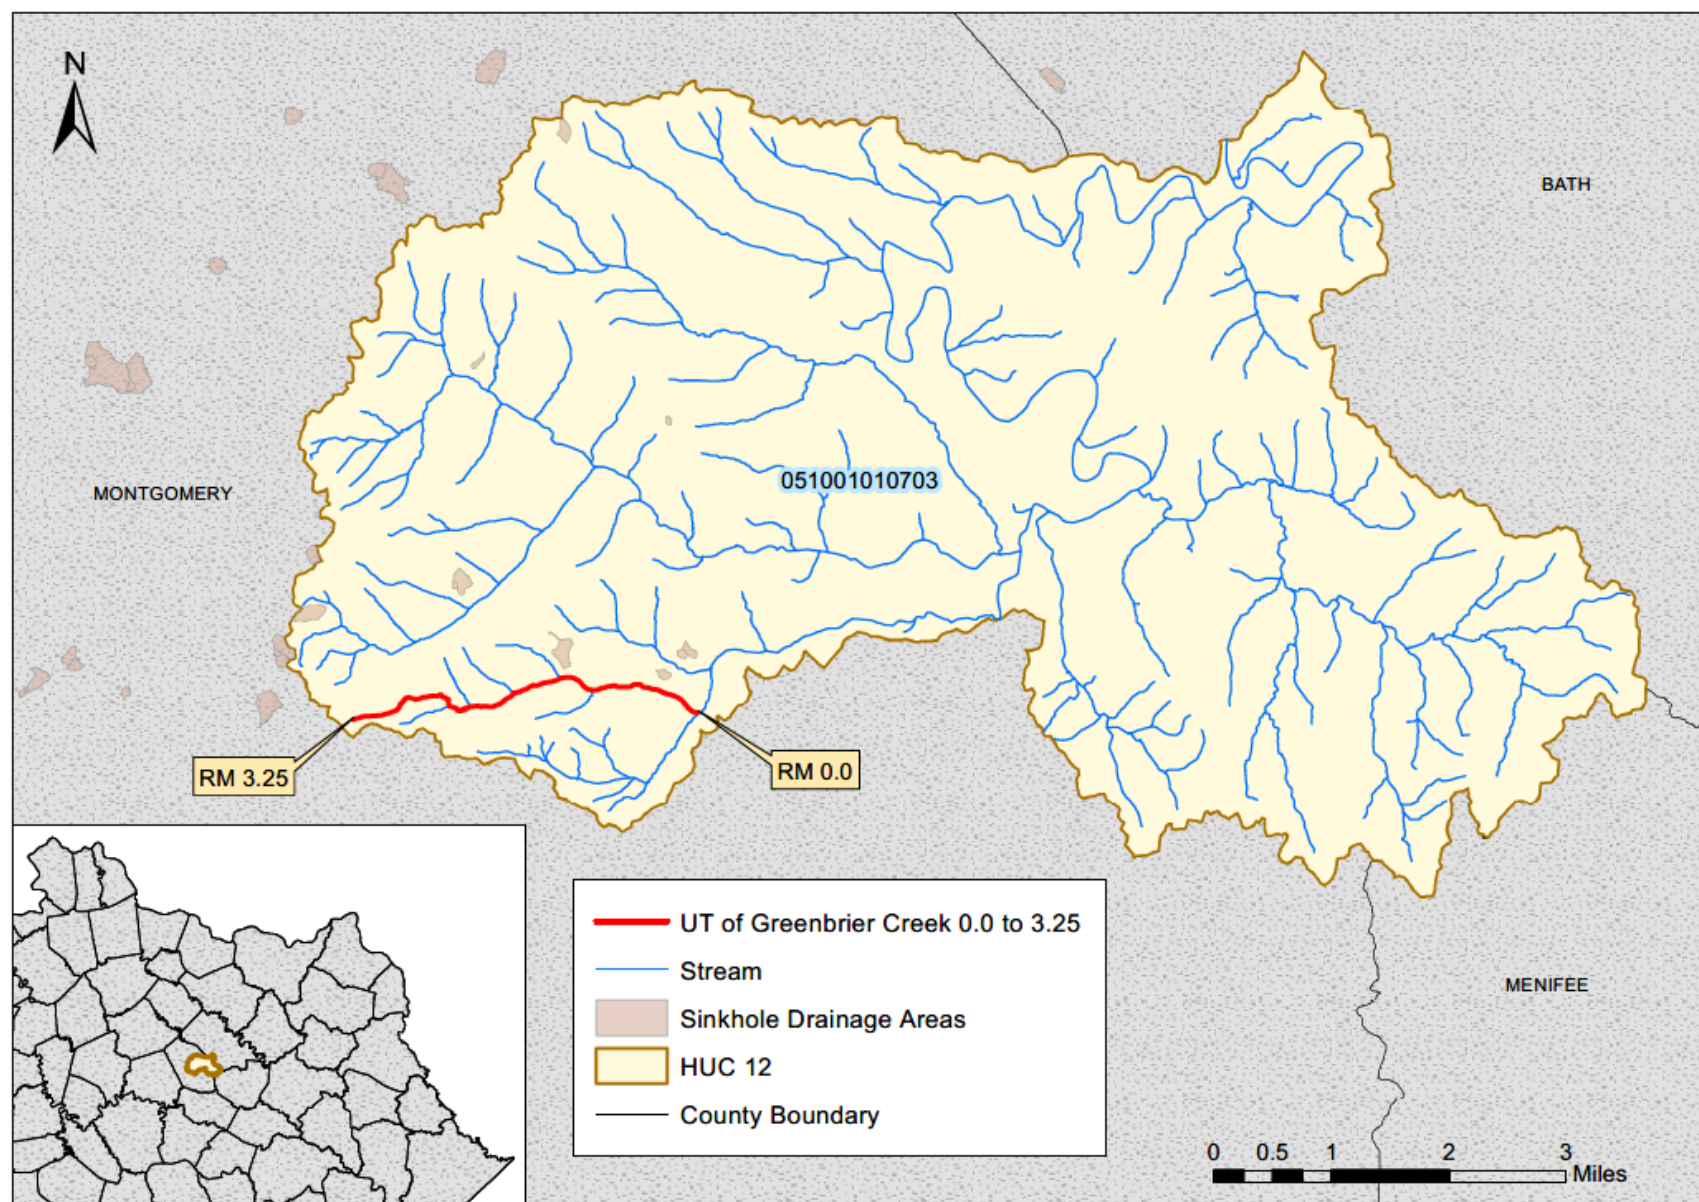 N
BATH
051001010703
MONTGOMERY
RM 3.25
RM 0.0
UT of Greenbrier Creek 0.0 to 3.25
Stream
Sinkhole Drainage Areas
HUC 12
County Boundary
MENIFEE
0 0.5 1 2 3
Miles